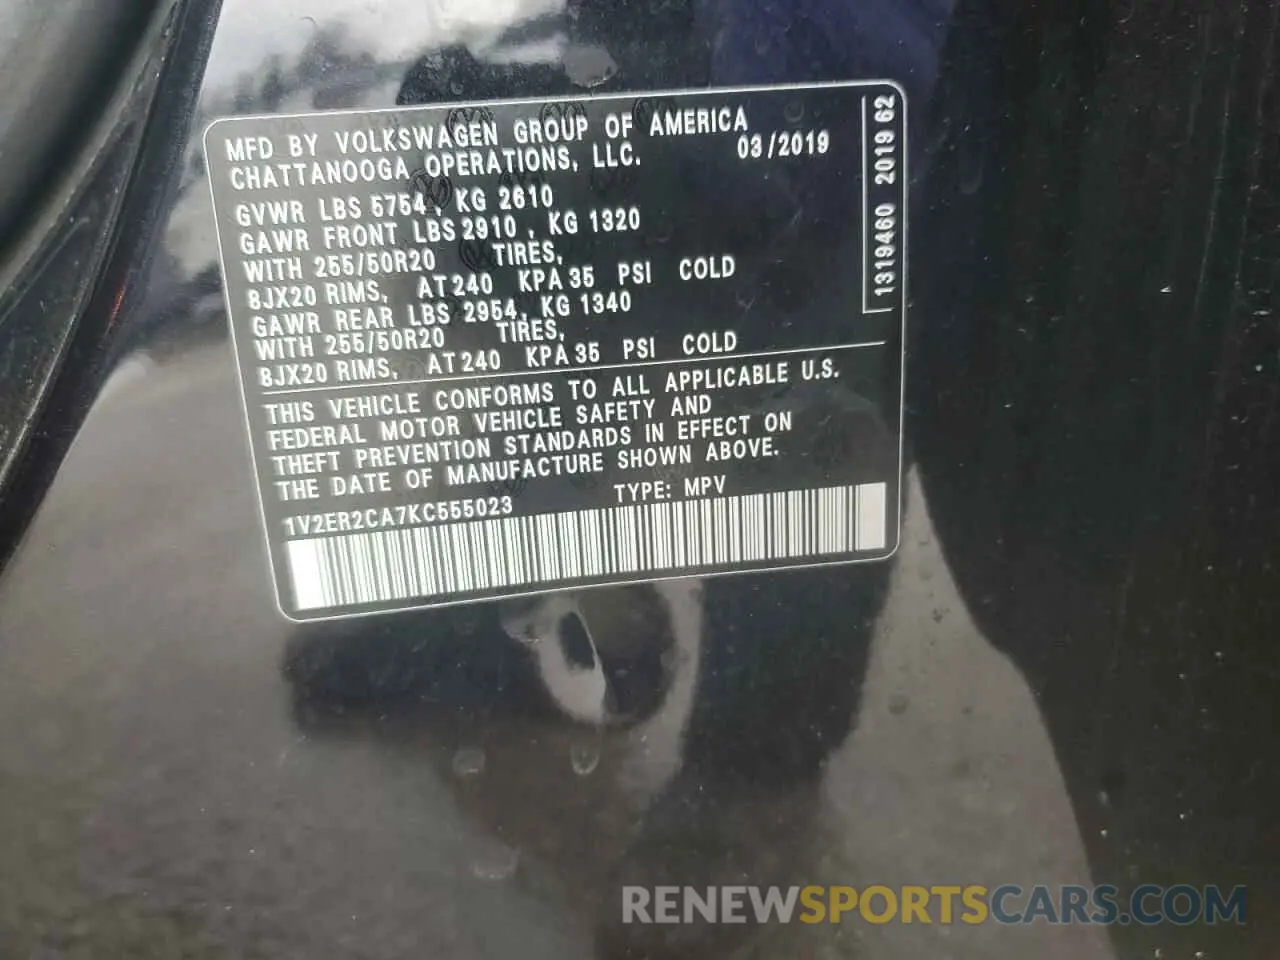 MFD BY VOLKSWAGEN GROUP OF AMERICA
CHATTANOOGA OPERATIONS, LLC. 03/2019
GVWR LBS 5754, KG 2610
GAWR FRONT LBS 2910, KG 1320
WITH 255/50R20 TIRES,
8JX20 RIMS, AT 240 KPA 35 PSI COLD
GAWR REAR LBS 2954, KG 1340
WITH 255/50R20 TIRES,
8JX20 RIMS, AT 240 KPA 35 PSI COLD
THIS VEHICLE CONFORMS TO ALL APPLICABLE U.S.
FEDERAL MOTOR VEHICLE SAFETY AND
THEFT PREVENTION STANDARDS IN EFFECT ON
THE DATE OF MANUFACTURE SHOWN ABOVE.
1V2ER2CA7KC555023 TYPE: MPV
1319460 2019 62
RENEWSPORTSCARS.COM